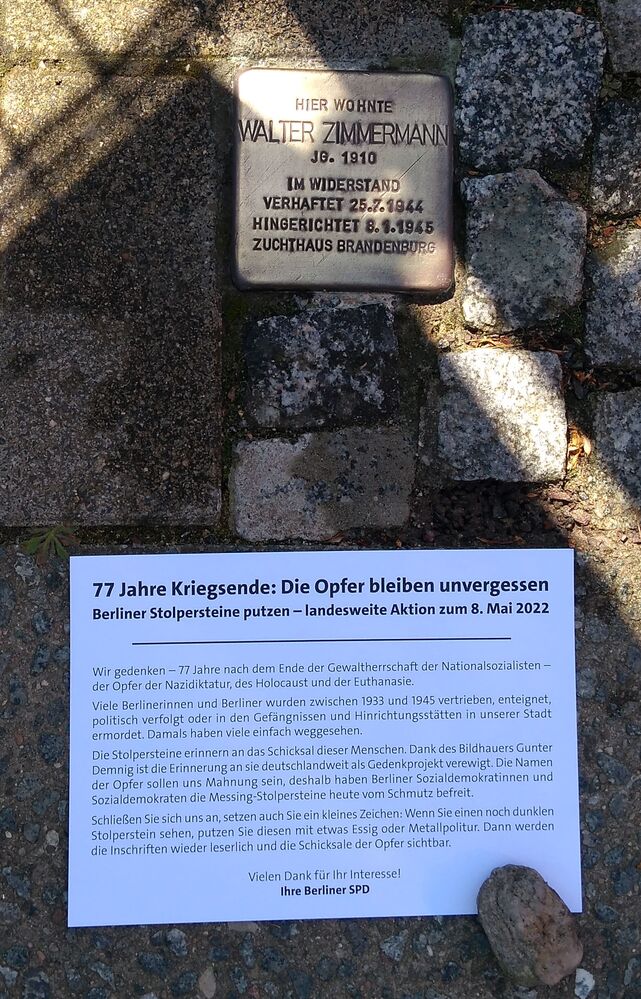 HIER WOHNTE
WALTER ZIMMERMANN
JG. 1910
IM WIDERSTAND
VERHAFTET 25.7.1944
HINGERICHTET 8.1.1945
ZUCHTHAUS BRANDENBURG
77 Jahre Kriegsende: Die Opfer bleiben unvergessen
Berliner Stolpersteine putzen – landesweite Aktion zum 8. Mai 2022
Wir gedenken – 77 Jahre nach dem Ende der Gewaltherrschaft der Nationalsozialisten –
der Opfer der Nazidiktatur, des Holocaust und der Euthanasie.
Viele Berlinerinnen und Berliner wurden zwischen 1933 und 1945 vertrieben, enteignet,
politisch verfolgt oder in den Gefängnissen und Hinrichtungsstätten in unserer Stadt
ermordet. Damals haben viele einfach weggesehen.
Die Stolpersteine erinnern an das Schicksal dieser Menschen. Dank des Bildhauers Gunter
Demnig ist die Erinnerung an sie deutschlandweit als Gedenkprojekt verewigt. Die Namen
der Opfer sollen uns Mahnung sein, deshalb haben Berliner Sozialdemokratinnen und
Sozialdemokraten die Messing-Stolpersteine heute vom Schmutz befreit.
Schließen Sie sich uns an, setzen auch Sie ein kleines Zeichen: Wenn Sie einen noch dunklen
Stolperstein sehen, putzen Sie diesen mit etwas Essig oder Metallpolitur. Dann werden
die Inschriften wieder leserlich und die Schicksale der Opfer sichtbar.
Vielen Dank für Ihr Interesse!
Ihre Berliner SPD